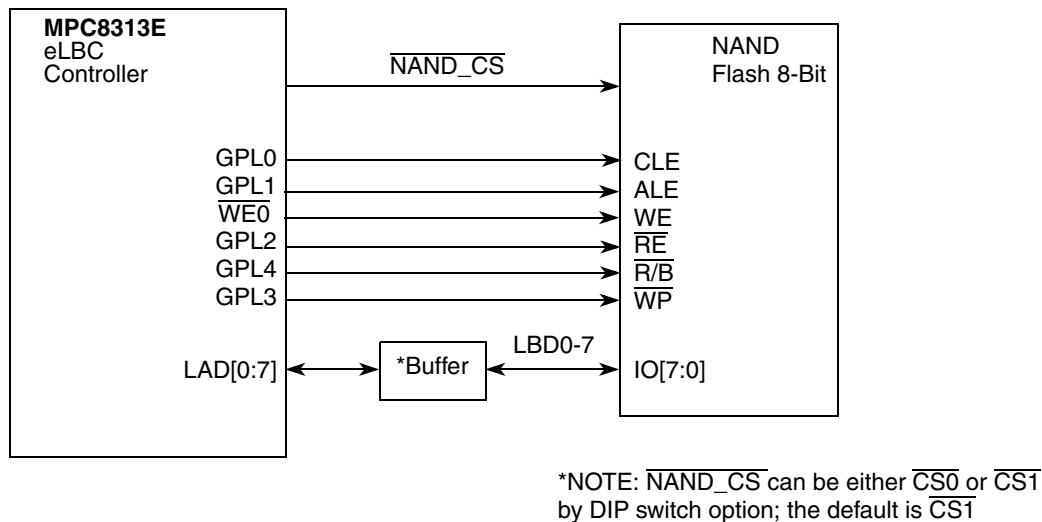 MPC8313E
eLBC
Controller
NAND_CS
NAND
Flash 8-Bit
GPL0
CLE
GPL1
ALE
WE0
WE
GPL2
RE
GPL4
R/B
GPL3
WP
LAD[0:7]
*Buffer
LBD0-7
IO[7:0]
*NOTE: NAND_CS can be either CS0 or CS1
by DIP switch option; the default is CS1